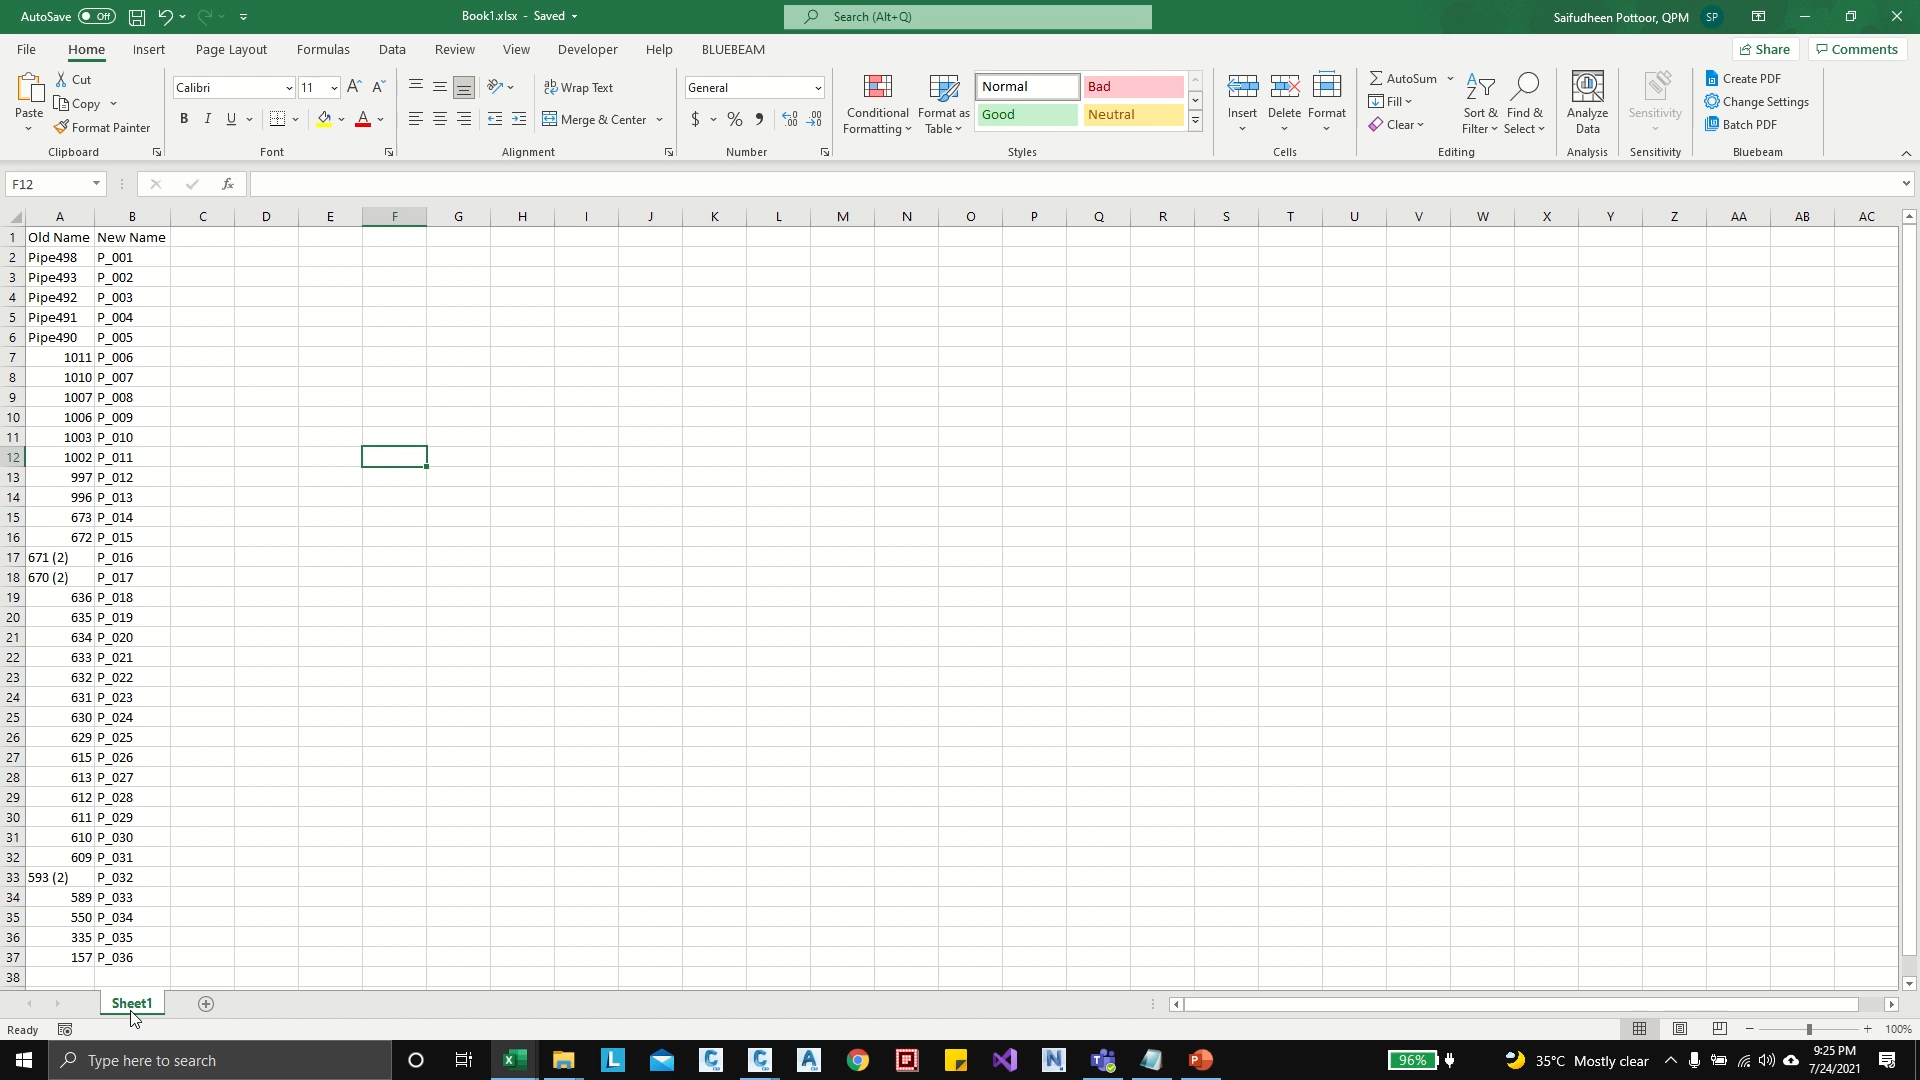 AutoSave Off Book1.xlsx - Saved Search (Alt+Q) Saifudheen Pottoor, QPM SP
File Home Insert Page Layout Formulas Data Review View Developer Help BLUEBEAM Share Comments
Paste
Cut
Copy
Format Painter
Clipboard
Calibri 11
B I U
Font
Wrap Text
Merge & Center
Alignment
General
$ % 9
Number
Conditional Formatting
Format as Table
Normal Bad
Good Neutral
Styles
Insert Delete Format
Cells
AutoSum
Fill
Clear
Sort & Filter
Find & Select
Editing
Analyze Data
Analysis
Sensitivity
Sensitivity
Create PDF
Change Settings
Batch PDF
Bluebeam
F12 fx
A B C D E F G H I J K L M N O P Q R S T U V W X Y Z AA AB AC
1 Old Name New Name
2 Pipe498 P_001
3 Pipe493 P_002
4 Pipe492 P_003
5 Pipe491 P_004
6 Pipe490 P_005
7 1011 P_006
8 1010 P_007
9 1007 P_008
10 1006 P_009
11 1003 P_010
12 1002 P_011
13 997 P_012
14 996 P_013
15 673 P_014
16 672 P_015
17 671 (2) P_016
18 670 (2) P_017
19 636 P_018
20 635 P_019
21 634 P_020
22 633 P_021
23 632 P_022
24 631 P_023
25 630 P_024
26 629 P_025
27 615 P_026
28 613 P_027
29 612 P_028
30 611 P_029
31 610 P_030
32 609 P_031
33 593 (2) P_032
34 589 P_033
35 550 P_034
36 335 P_035
37 157 P_036
38
Sheet1
Ready 100%
Type here to search 96% 35°C Mostly clear 9:25 PM
7/24/2021